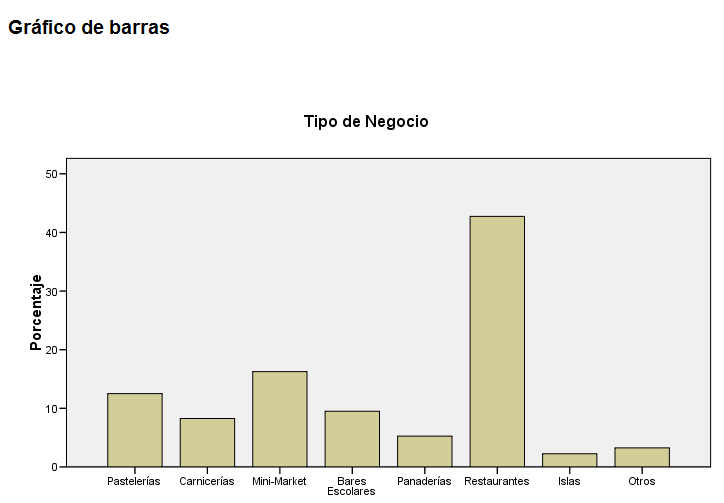 Gráfico de barras
Tipo de Negocio
Porcentaje
50
40
30
20
10
0
Pastelerías
Carnicerías
Mini-Market
Bares
Escolares
Panaderías
Restaurantes
Islas
Otros